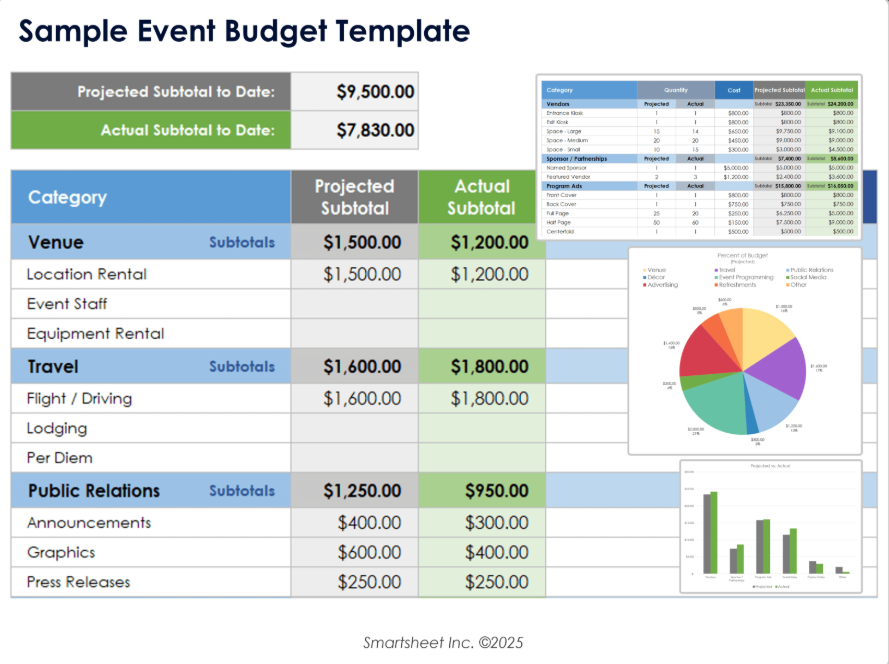 Sample Event Budget Template
Projected Subtotal to Date: $9,500.00
Actual Subtotal to Date: $7,830.00
Category Projected Subtotal Actual Subtotal
Venue Subtotals $1,500.00 $1,200.00
Location Rental $1,500.00 $1,200.00
Event Staff
Equipment Rental
Travel Subtotals $1,600.00 $1,800.00
Flight / Driving $1,600.00 $1,800.00
Lodging
Per Diem
Public Relations Subtotals $1,250.00 $950.00
Announcements $400.00 $300.00
Graphics $600.00 $400.00
Press Releases $250.00 $250.00
Category Quantity Cost Projected Subtotal Actual Subtotal
Vendors Projected Actual Subtotal $23,350.00 Subtotal $24,200.00
Entrance Kiosk 1 1 $800.00 $800.00 $800.00
Exit Kiosk 1 1 $800.00 $800.00 $800.00
Space - Large 15 14 $650.00 $9,750.00 $9,100.00
Space - Medium 20 20 $450.00 $9,000.00 $9,000.00
Space - Small 10 15 $300.00 $3,000.00 $4,500.00
Sponsor / Partnerships Projected Actual Subtotal $7,400.00 Subtotal $8,600.00
Named Sponsor 1 1 $5,000.00 $5,000.00 $5,000.00
Featured Vendor 2 3 $1,200.00 $2,400.00 $3,600.00
Program Ads Projected Actual Subtotal $15,800.00 Subtotal $16,050.00
Front Cover 1 1 $800.00 $800.00 $800.00
Back Cover 1 1 $750.00 $750.00 $750.00
Full Page 25 20 $250.00 $6,250.00 $5,000.00
Half Page 50 60 $150.00 $7,500.00 $9,000.00
Centerfold 1 1 $500.00 $500.00 $500.00
Percent of Budget
(Projected)
Venue Travel Public Relations
Décor Event Programming Social Media
Advertising Refreshments Other
Projected vs. Actual
Projected Actual
Smartsheet Inc. ©2025